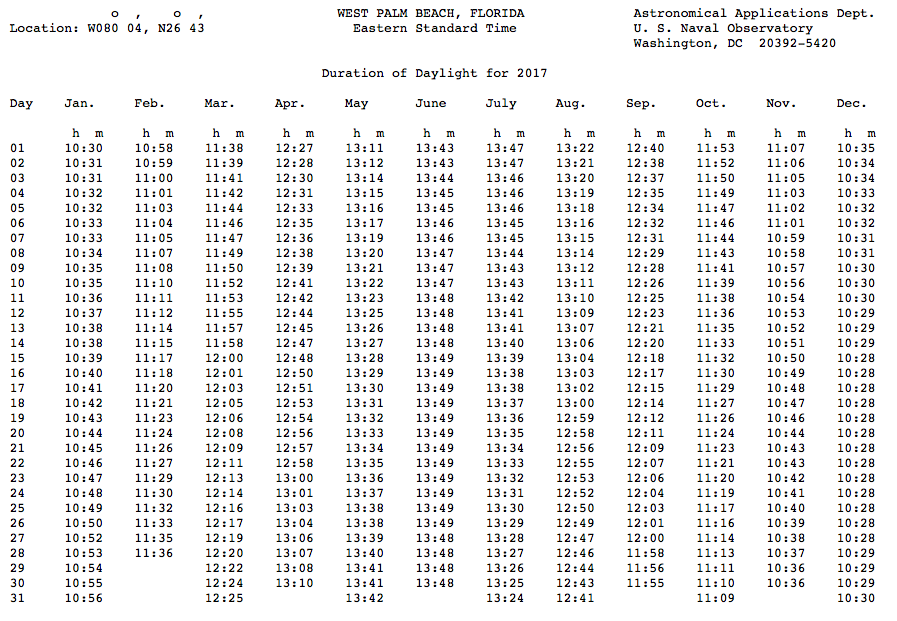 o , o , WEST PALM BEACH, FLORIDA Astronomical Applications Dept.
Location: W080 04, N26 43 Eastern Standard Time U. S. Naval Observatory
Washington, DC 20392-5420
Duration of Daylight for 2017
Day Jan. Feb. Mar. Apr. May June July Aug. Sep. Oct. Nov. Dec.
h m h m h m h m h m h m h m h m h m h m h m h m
01 10:30 10:58 11:38 12:27 13:11 13:43 13:47 13:22 12:40 11:53 11:07 10:35
02 10:31 10:59 11:39 12:28 13:12 13:43 13:47 13:21 12:38 11:52 11:06 10:34
03 10:31 11:00 11:41 12:30 13:14 13:44 13:46 13:20 12:37 11:50 11:05 10:34
04 10:32 11:01 11:42 12:31 13:15 13:45 13:46 13:19 12:35 11:49 11:03 10:33
05 10:32 11:03 11:44 12:33 13:16 13:45 13:46 13:18 12:34 11:47 11:02 10:32
06 10:33 11:04 11:46 12:35 13:17 13:46 13:45 13:16 12:32 11:46 11:01 10:32
07 10:33 11:05 11:47 12:36 13:19 13:46 13:45 13:15 12:31 11:44 10:59 10:31
08 10:34 11:07 11:49 12:38 13:20 13:47 13:44 13:14 12:29 11:43 10:58 10:31
09 10:35 11:08 11:50 12:39 13:21 13:47 13:43 13:12 12:28 11:41 10:57 10:30
10 10:35 11:10 11:52 12:41 13:22 13:47 13:43 13:11 12:26 11:39 10:56 10:30
11 10:36 11:11 11:53 12:42 13:23 13:48 13:42 13:10 12:25 11:38 10:54 10:30
12 10:37 11:12 11:55 12:44 13:25 13:48 13:41 13:09 12:23 11:36 10:53 10:29
13 10:38 11:14 11:57 12:45 13:26 13:48 13:41 13:07 12:21 11:35 10:52 10:29
14 10:38 11:15 11:58 12:47 13:27 13:48 13:40 13:06 12:20 11:33 10:51 10:29
15 10:39 11:17 12:00 12:48 13:28 13:49 13:39 13:04 12:18 11:32 10:50 10:28
16 10:40 11:18 12:01 12:50 13:29 13:49 13:38 13:03 12:17 11:30 10:49 10:28
17 10:41 11:20 12:03 12:51 13:30 13:49 13:38 13:02 12:15 11:29 10:48 10:28
18 10:42 11:21 12:05 12:53 13:31 13:49 13:37 13:00 12:14 11:27 10:47 10:28
19 10:43 11:23 12:06 12:54 13:32 13:49 13:36 12:59 12:12 11:26 10:46 10:28
20 10:44 11:24 12:08 12:56 13:33 13:49 13:35 12:58 12:11 11:24 10:44 10:28
21 10:45 11:26 12:09 12:57 13:34 13:49 13:34 12:56 12:09 11:23 10:43 10:28
22 10:46 11:27 12:11 12:58 13:35 13:49 13:33 12:55 12:07 11:21 10:43 10:28
23 10:47 11:29 12:13 13:00 13:36 13:49 13:32 12:53 12:06 11:20 10:42 10:28
24 10:48 11:30 12:14 13:01 13:37 13:49 13:31 12:52 12:04 11:19 10:41 10:28
25 10:49 11:32 12:16 13:03 13:38 13:49 13:30 12:50 12:03 11:17 10:40 10:28
26 10:50 11:33 12:17 13:04 13:38 13:49 13:29 12:49 12:01 11:16 10:39 10:28
27 10:52 11:35 12:19 13:06 13:39 13:48 13:28 12:47 12:00 11:14 10:38 10:28
28 10:53 11:36 12:20 13:07 13:40 13:48 13:27 12:46 11:58 11:13 10:37 10:29
29 10:54 12:22 13:08 13:41 13:48 13:26 12:44 11:56 11:11 10:36 10:29
30 10:55 12:24 13:10 13:41 13:48 13:25 12:43 11:55 11:10 10:36 10:29
31 10:56 12:25 13:42 13:24 12:41 11:09 10:30